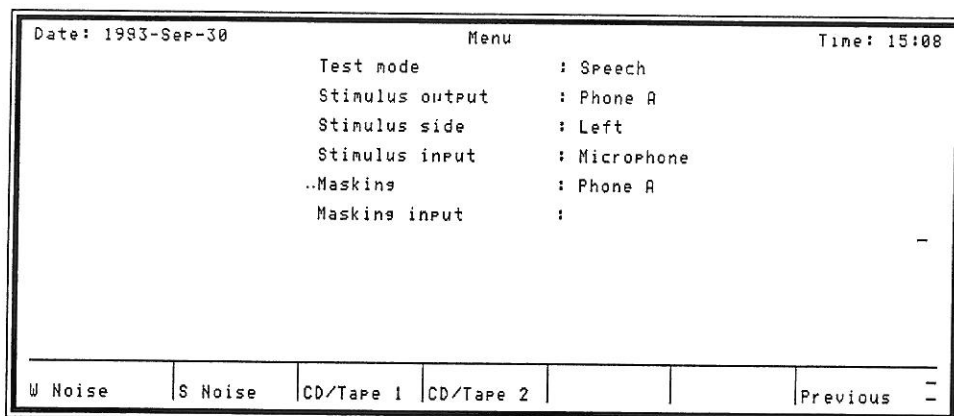 Date: 1993-Sep-30 Menu Time: 15:08
Test mode : Speech
Stimulus output : Phone A
Stimulus side : Left
Stimulus input : Microphone
..Masking : Phone A
Masking input :
W Noise S Noise CD/Tape 1 CD/Tape 2 Previous